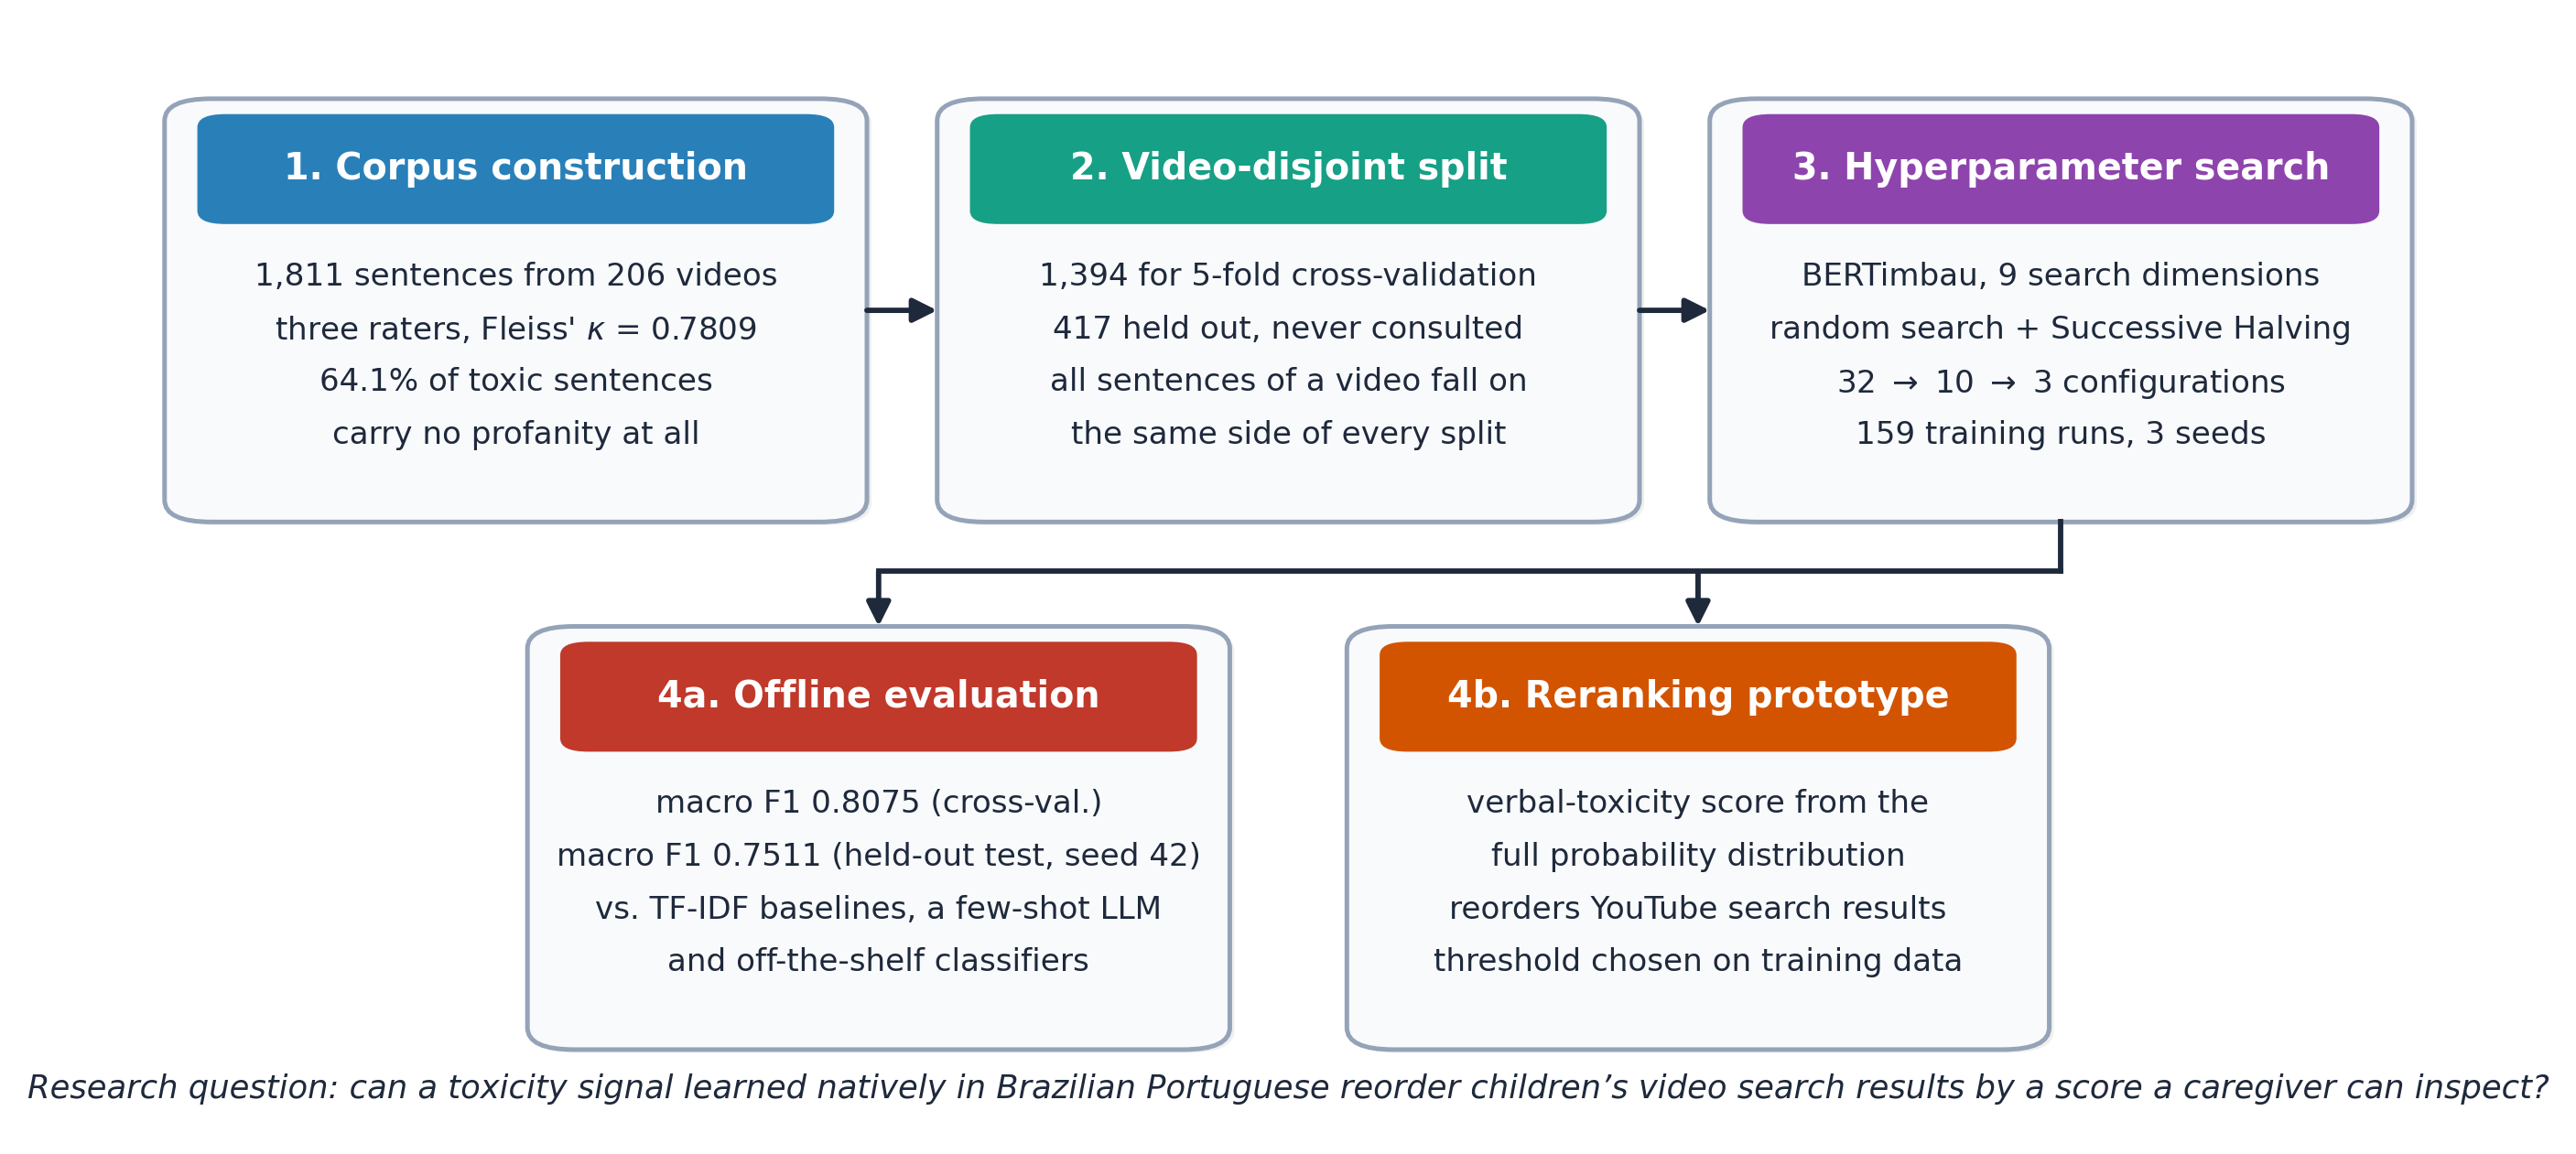 1. Corpus construction
1,811 sentences from 206 videos
three raters, Fleiss' κ = 0.7809
64.1% of toxic sentences
carry no profanity at all
2. Video-disjoint split
1,394 for 5-fold cross-validation
417 held out, never consulted
all sentences of a video fall on
the same side of every split
3. Hyperparameter search
BERTimbau, 9 search dimensions
random search + Successive Halving
32 → 10 → 3 configurations
159 training runs, 3 seeds
4a. Offline evaluation
macro F1 0.8075 (cross-val.)
macro F1 0.7511 (held-out test, seed 42)
vs. TF-IDF baselines, a few-shot LLM
and off-the-shelf classifiers
4b. Reranking prototype
verbal-toxicity score from the
full probability distribution
reorders YouTube search results
threshold chosen on training data
Research question: can a toxicity signal learned natively in Brazilian Portuguese reorder children’s video search results by a score a caregiver can inspect?